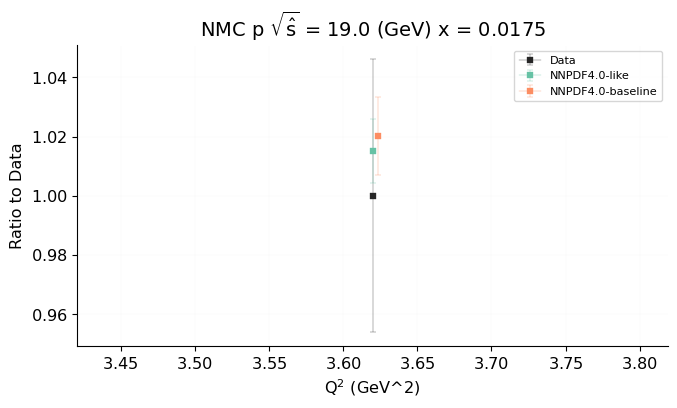 NMC p √ŝ = 19.0 (GeV) x = 0.0175
Data
NNPDF4.0-like
NNPDF4.0-baseline
Ratio to Data
1.04
1.02
1.00
0.98
0.96
3.45 3.50 3.55 3.60 3.65 3.70 3.75 3.80
Q² (GeV^2)